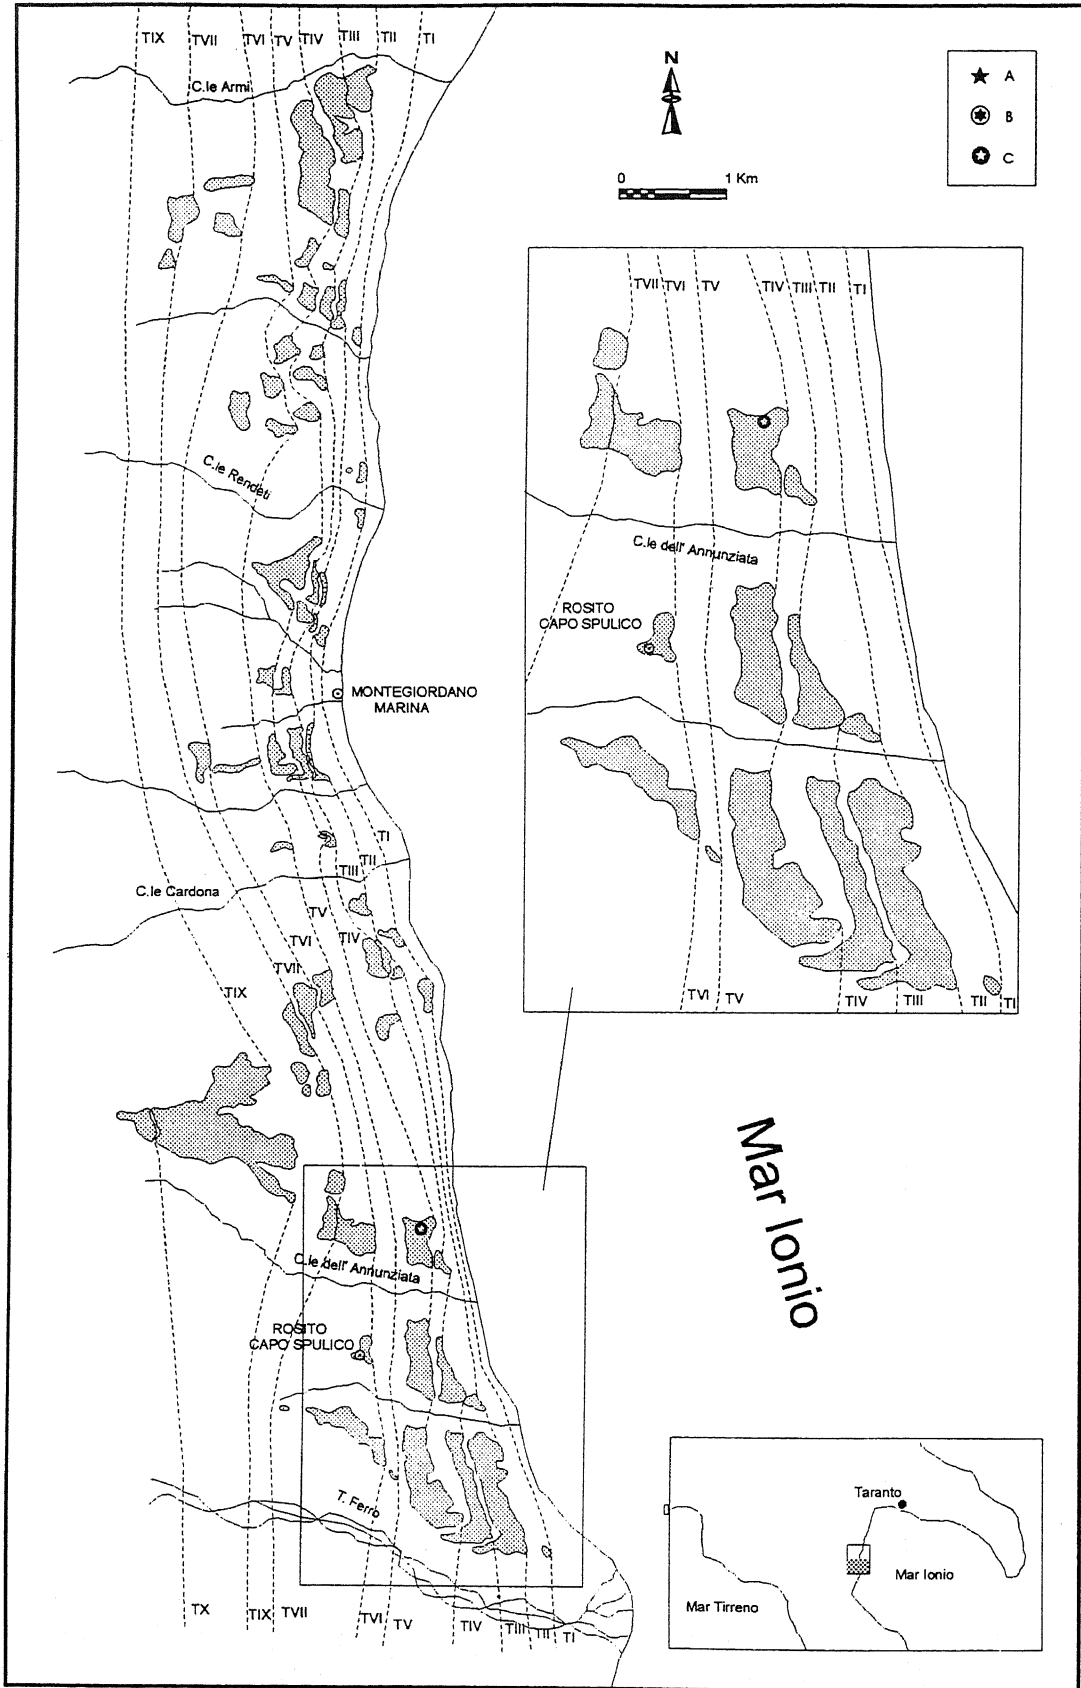 TIX TVII TVI TV TIV TIII TII TI
C.le Armi
N
0 1 Km
A
B
C
TVII TVI TV TIV TIII TII TI
C.le Rendeti
C.le dell' Annunziata
ROSITO
CAPO SPULICO
MONTEGIORDANO
MARINA
TI
TII
TIII
C.le Cardona
TV
TIV
TVI
TVII
TIX
TVI TV TIV TIII TII TI
Mar Ionio
C.le dell' Annunziata
ROSITO
CAPO SPULICO
T. Ferro
Taranto
Mar Ionio
Mar Tirreno
TX TIX TVII TVI TV TIV TIII TII TI